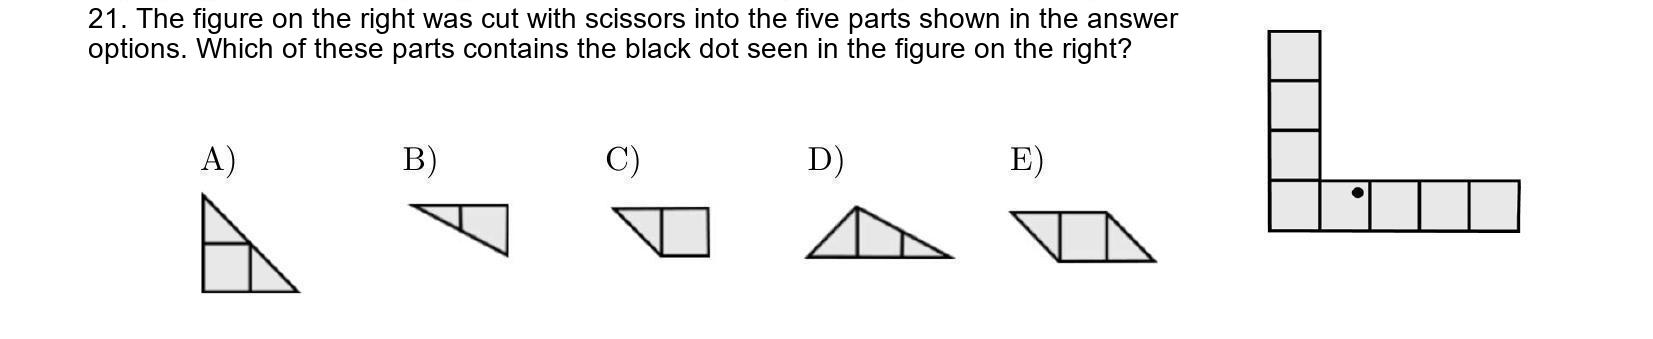 21. The figure on the right was cut with scissors into the five parts shown in the answer
options. Which of these parts contains the black dot seen in the figure on the right?
A) B) C) D) E)